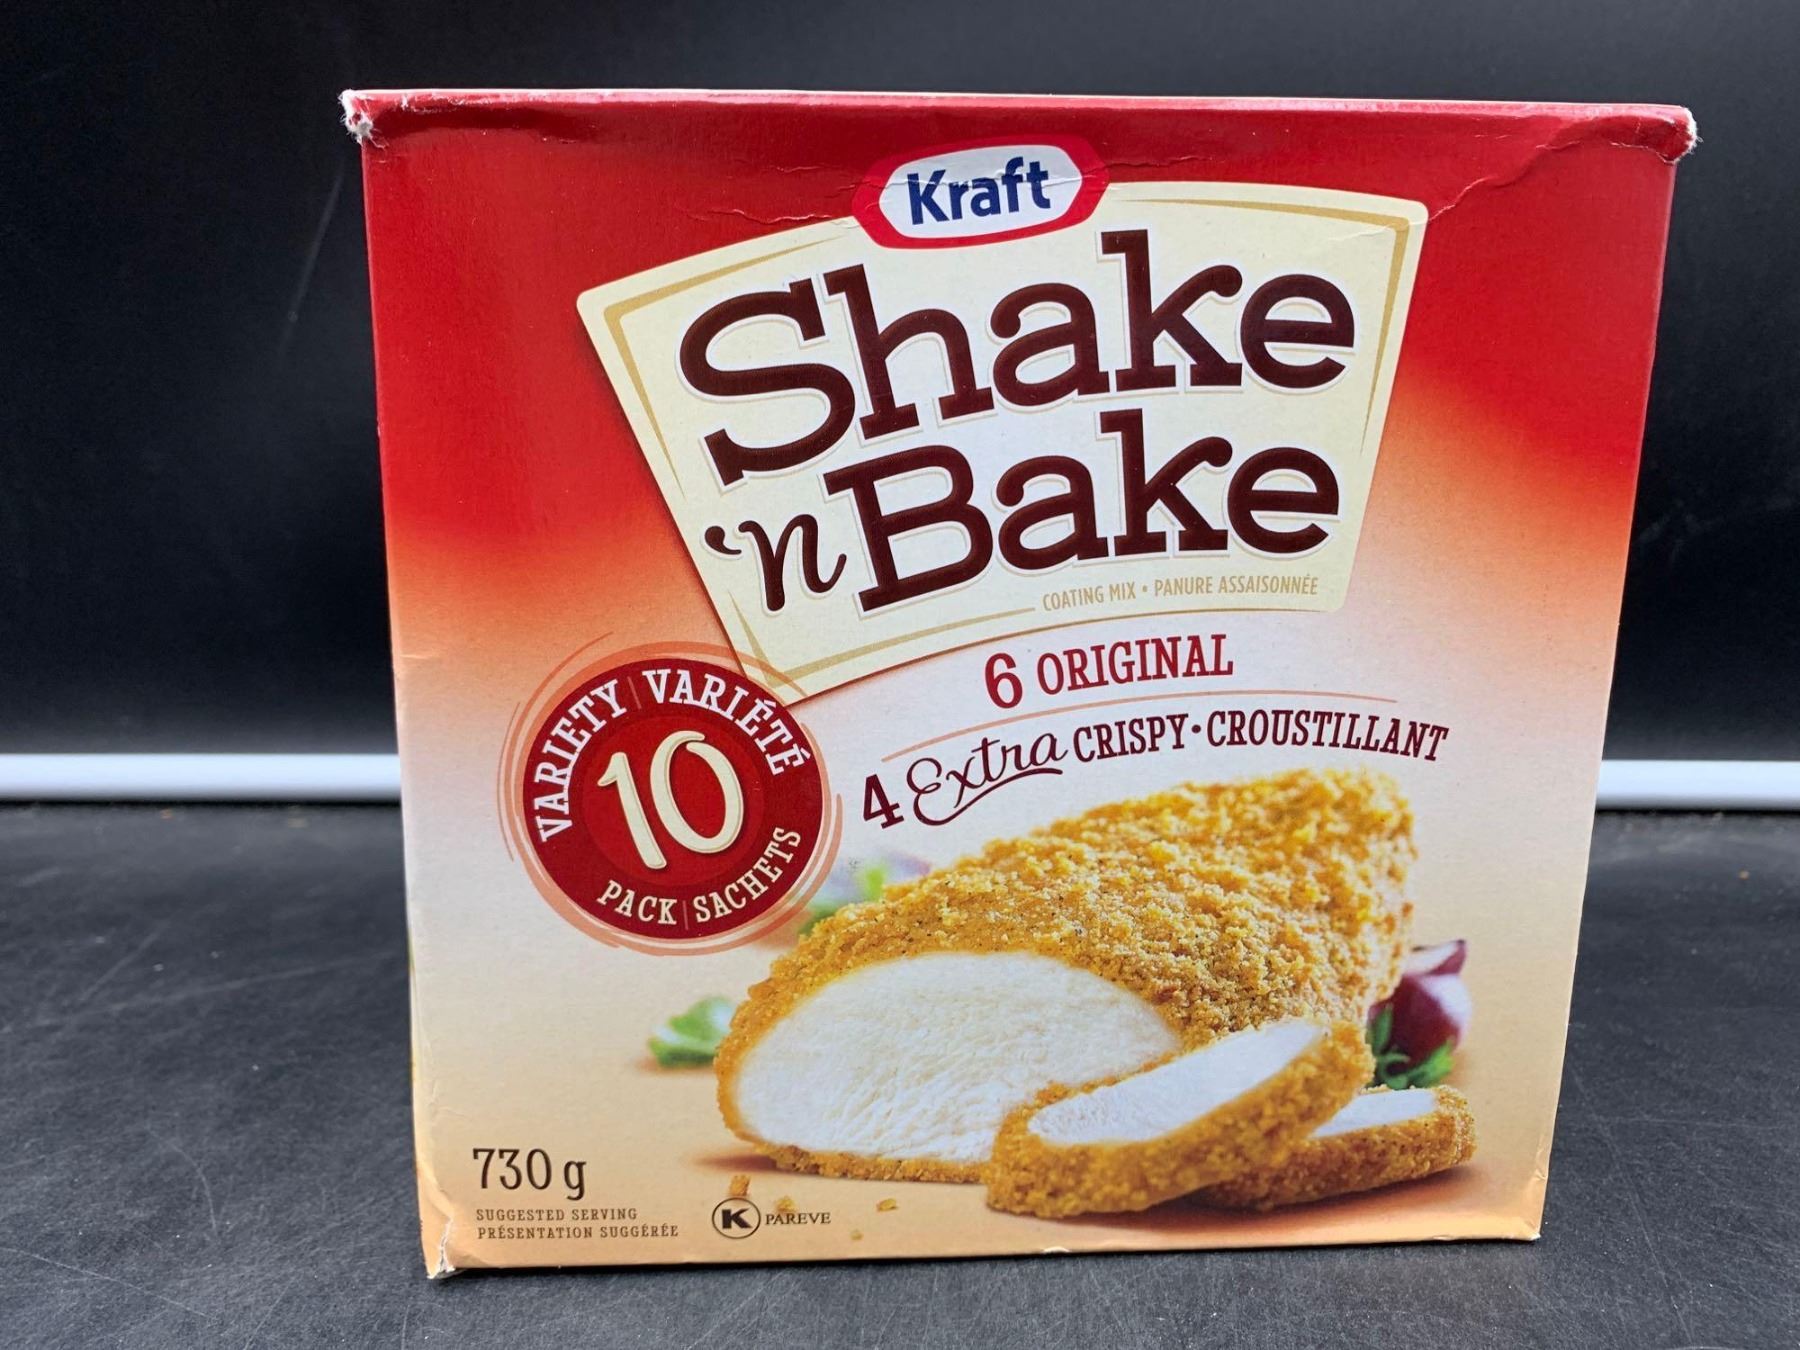 Kraft
Shake
'n Bake
COATING MIX • PANURE ASSAISONNÉE
6 ORIGINAL
4 Extra CRISPY•CROUSTILLANT
VARIETY | VARIÉTÉ
10
PACK | SACHETS
730 g
SUGGESTED SERVING
PRÉSENTATION SUGGÉRÉE
K PAREVE